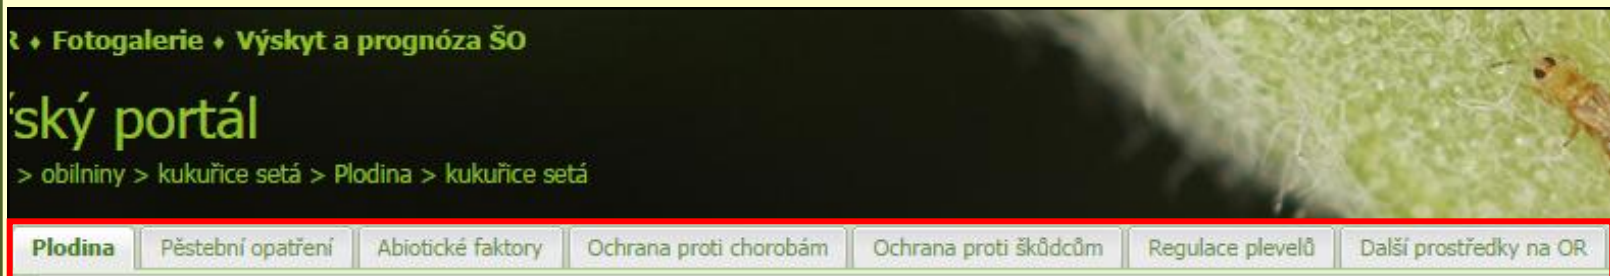 ♦ Fotogalerie ♦ Výskyt a prognóza ŠO
ský portál
> obilniny > kukuřice setá > Plodina > kukuřice setá
Plodina Pěstební opatření Abiotické faktory Ochrana proti chorobám Ochrana proti škůdcům Regulace plevelů Další prostředky na OR